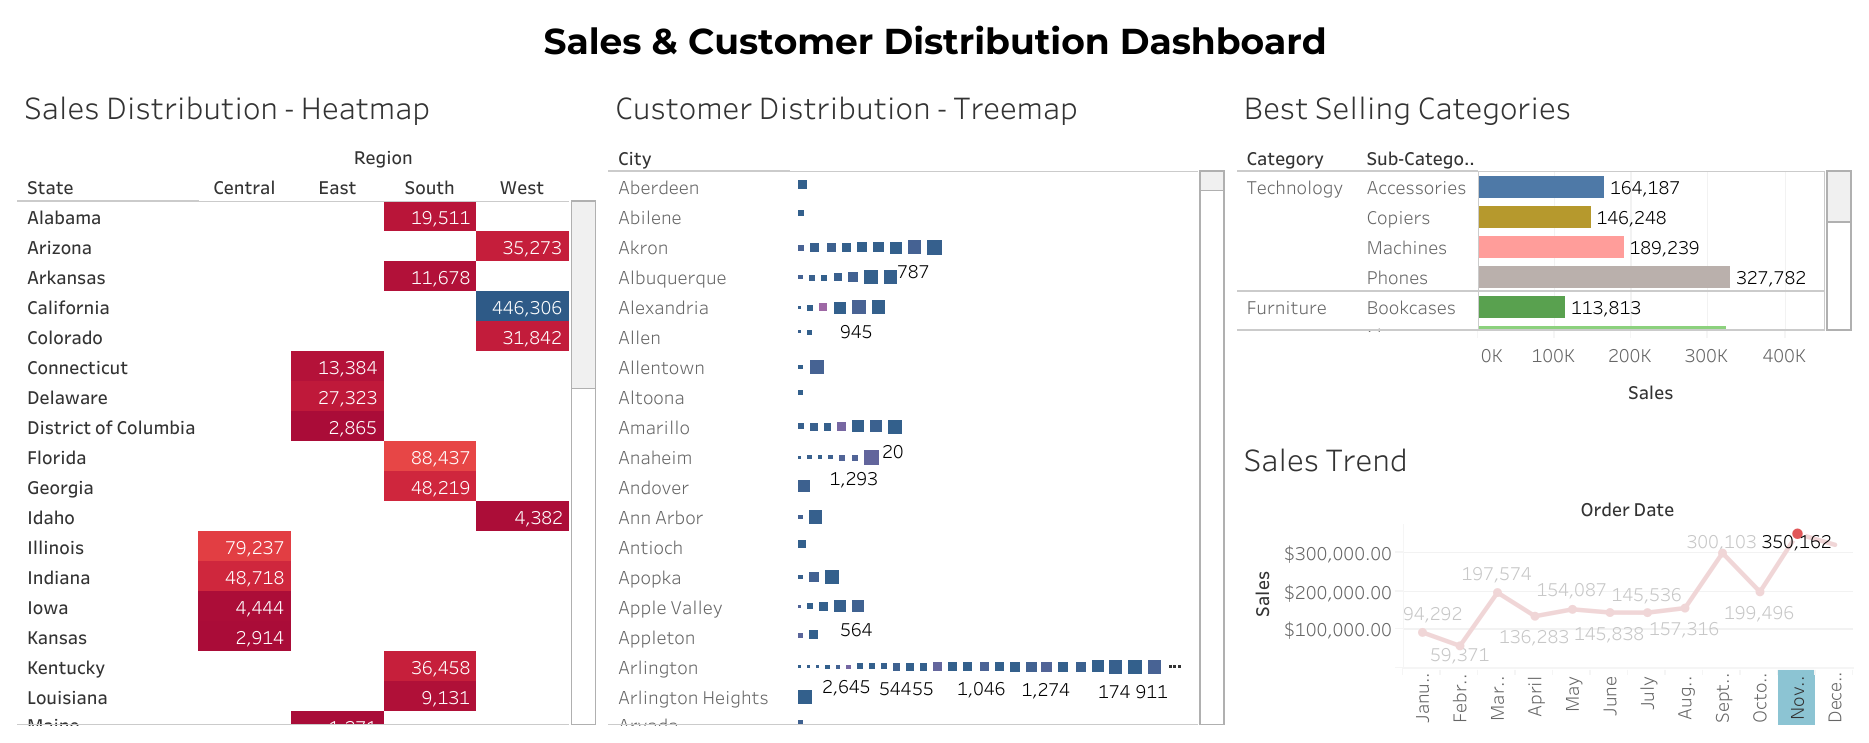 Sales & Customer Distribution Dashboard
Sales Distribution - Heatmap
Region
State Central East South West
Alabama 19,511
Arizona 35,273
Arkansas 11,678
California 446,306
Colorado 31,842
Connecticut 13,384
Delaware 27,323
District of Columbia 2,865
Florida 88,437
Georgia 48,219
Idaho 4,382
Illinois 79,237
Indiana 48,718
Iowa 4,444
Kansas 2,914
Kentucky 36,458
Louisiana 9,131
Customer Distribution - Treemap
City
Aberdeen
Abilene
Akron
Albuquerque 787
Alexandria
Allen 945
Allentown
Altoona
Amarillo
Anaheim 20
1,293
Andover
Ann Arbor
Antioch
Apopka
Apple Valley
Appleton 564
Arlington
Arlington Heights 2,645 54455 1,046 1,274 174 911
Best Selling Categories
Category Sub-Catego..
Technology Accessories 164,187
Copiers 146,248
Machines 189,239
Phones 327,782
Furniture Bookcases 113,813
0K 100K 200K 300K 400K
Sales
Sales Trend
Order Date
Sales
$300,000.00
$200,000.00
$100,000.00
94,292
59,371
197,574
136,283
154,087
145,838
145,536
157,316
300,103
199,496
350,162
Janu..
Febr..
Mar..
April
May
June
July
Aug..
Sept..
Octo..
Nov..
Dece..